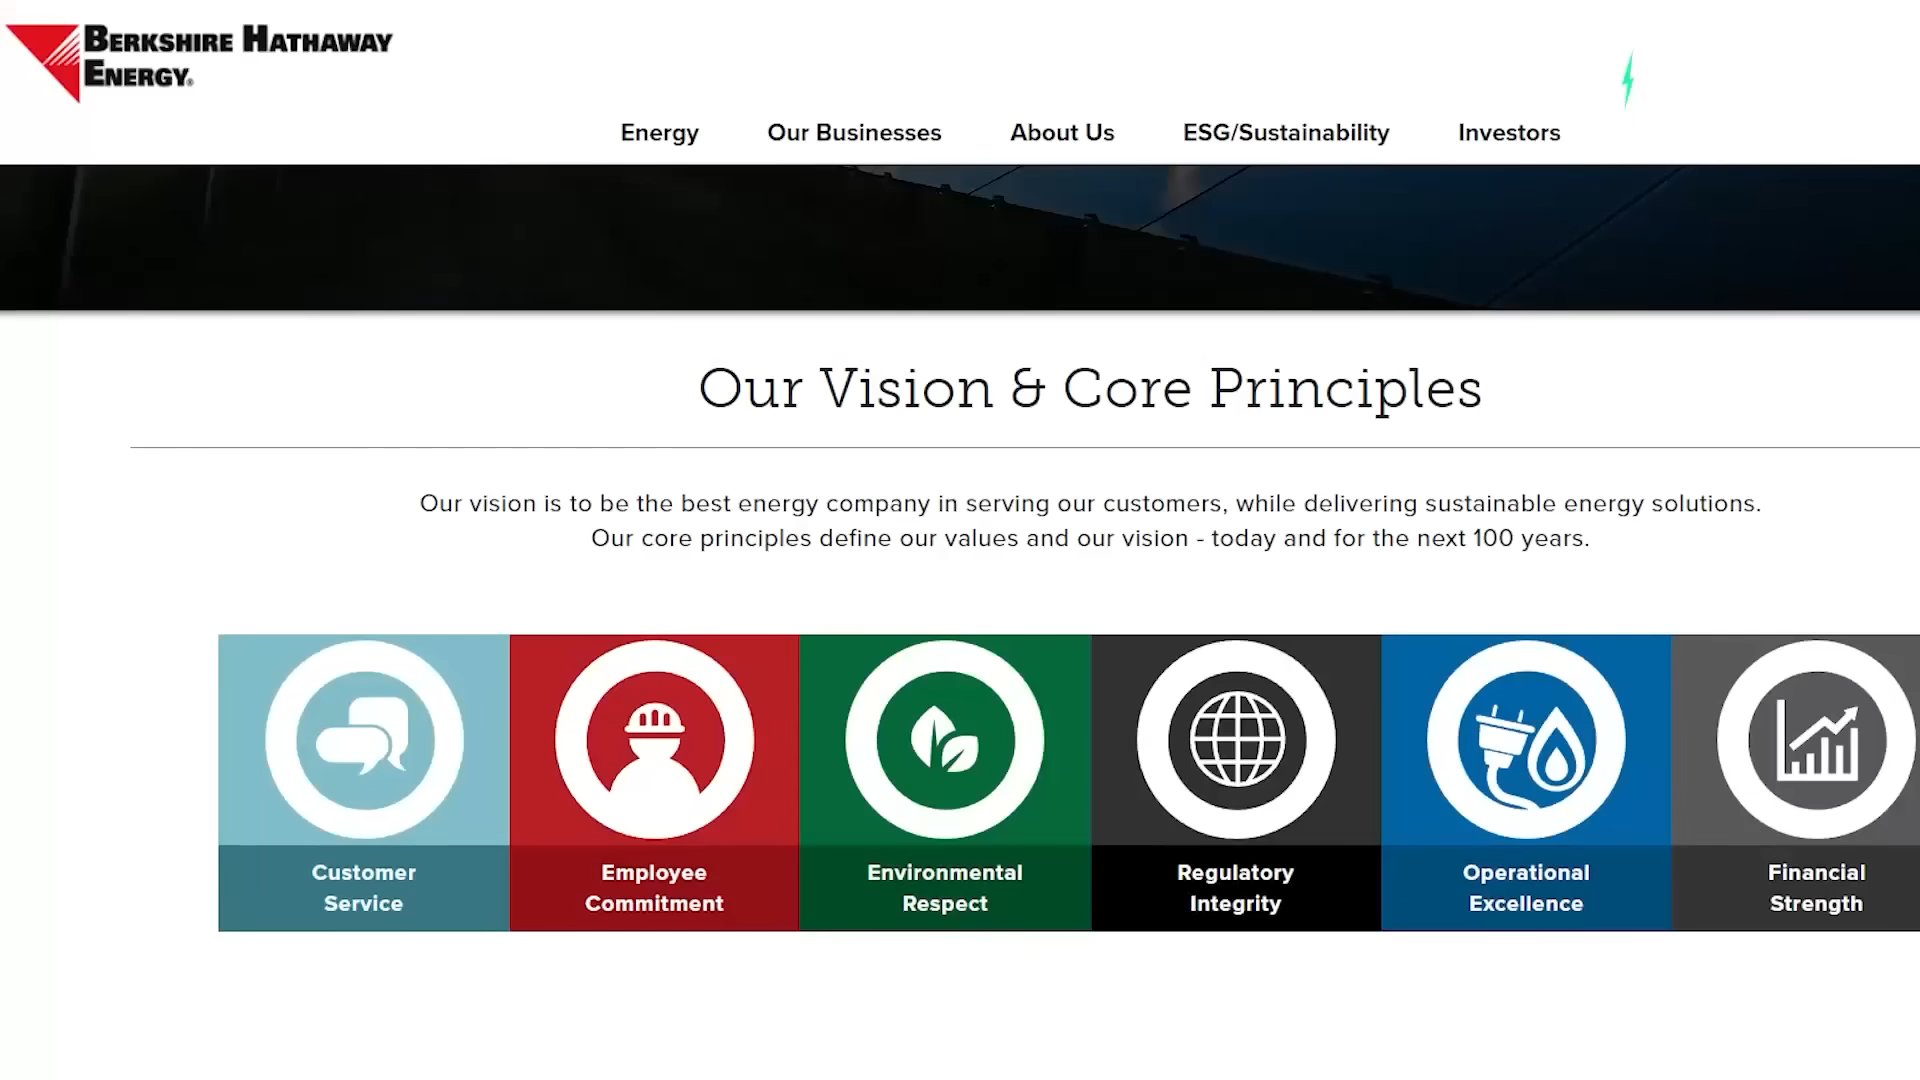 BERKSHIRE HATHAWAY
ENERGY®
Energy Our Businesses About Us ESG/Sustainability Investors
Our Vision & Core Principles
Our vision is to be the best energy company in serving our customers, while delivering sustainable energy solutions.
Our core principles define our values and our vision - today and for the next 100 years.
Customer
Service
Employee
Commitment
Environmental
Respect
Regulatory
Integrity
Operational
Excellence
Financial
Strength